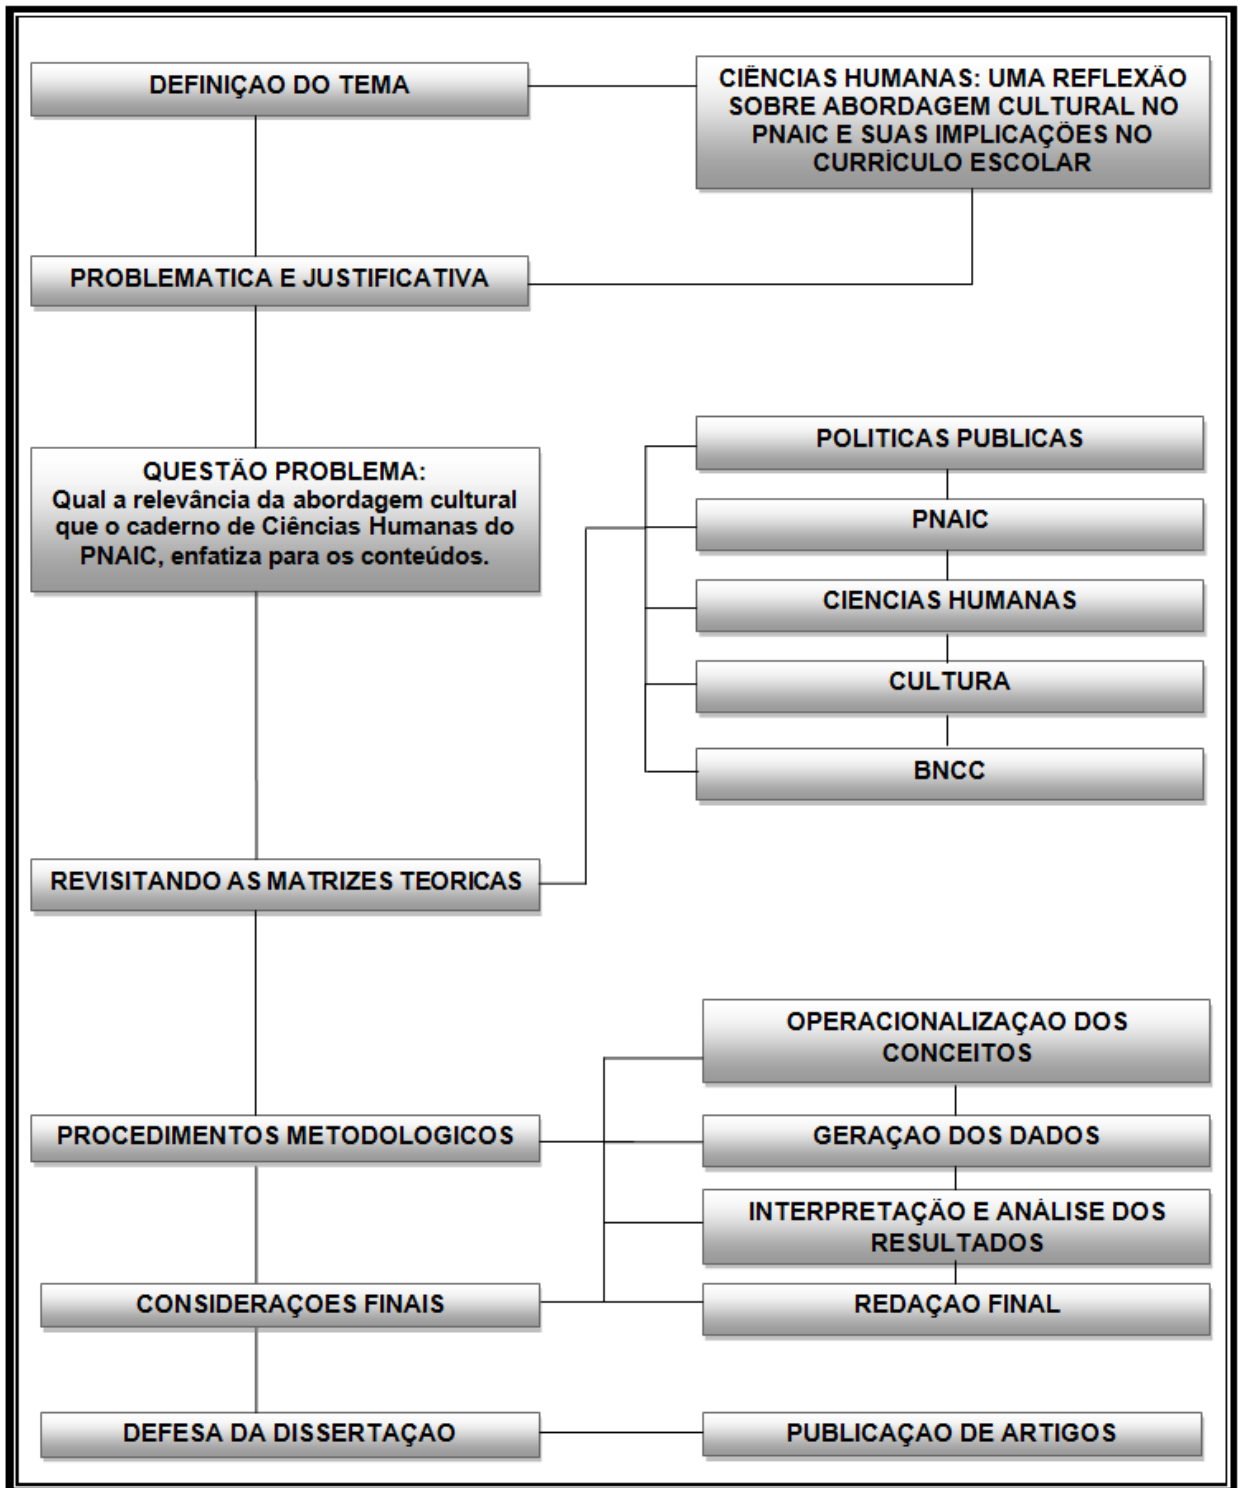 DEFINIÇAO DO TEMA
CIÊNCIAS HUMANAS: UMA REFLEXÃO
SOBRE ABORDAGEM CULTURAL NO
PNAIC E SUAS IMPLICAÇÕES NO
CURRÍCULO ESCOLAR
PROBLEMATICA E JUSTIFICATIVA
QUESTÃO PROBLEMA:
Qual a relevância da abordagem cultural
que o caderno de Ciências Humanas do
PNAIC, enfatiza para os conteúdos.
POLITICAS PUBLICAS
PNAIC
CIENCIAS HUMANAS
CULTURA
BNCC
REVISITANDO AS MATRIZES TEORICAS
OPERACIONALIZAÇAO DOS
CONCEITOS
PROCEDIMENTOS METODOLOGICOS
GERAÇAO DOS DADOS
INTERPRETAÇÃO E ANÁLISE DOS
RESULTADOS
CONSIDERAÇOES FINAIS
REDAÇAO FINAL
DEFESA DA DISSERTAÇAO
PUBLICAÇAO DE ARTIGOS